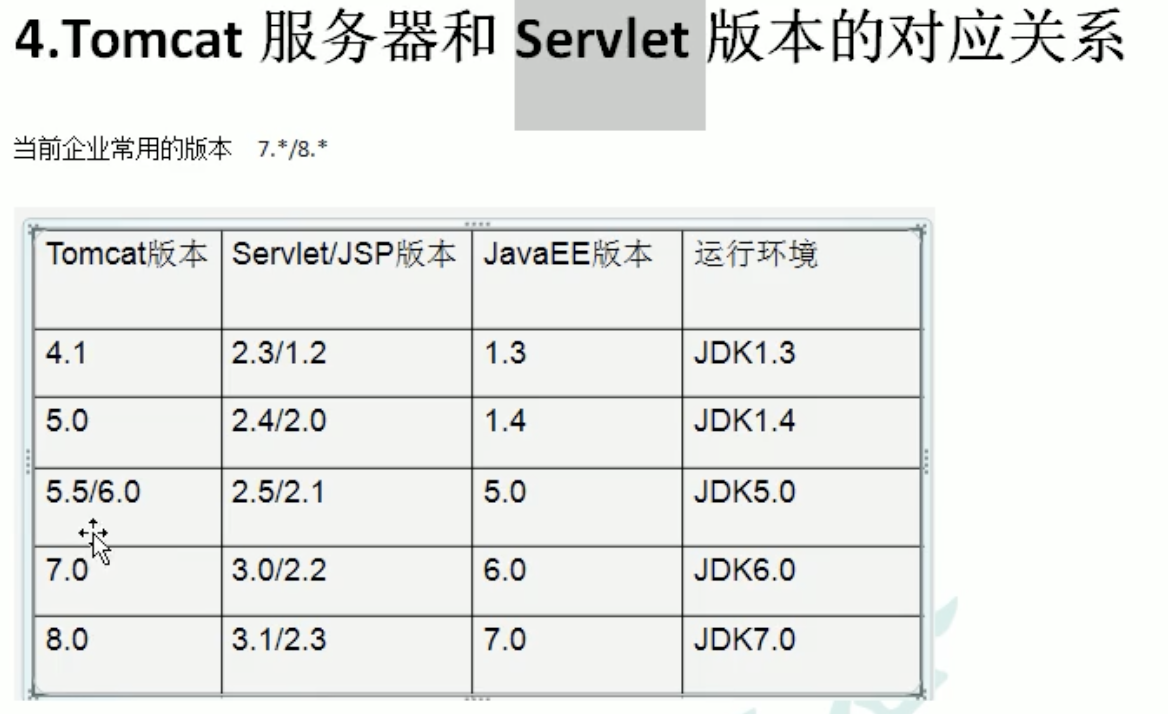 4.Tomcat 服务器和 Servlet 版本的对应关系
当前企业常用的版本 7.*/8.*
Tomcat版本 Servlet/JSP版本 JavaEE版本 运行环境
4.1 2.3/1.2 1.3 JDK1.3
5.0 2.4/2.0 1.4 JDK1.4
5.5/6.0 2.5/2.1 5.0 JDK5.0
7.0 3.0/2.2 6.0 JDK6.0
8.0 3.1/2.3 7.0 JDK7.0